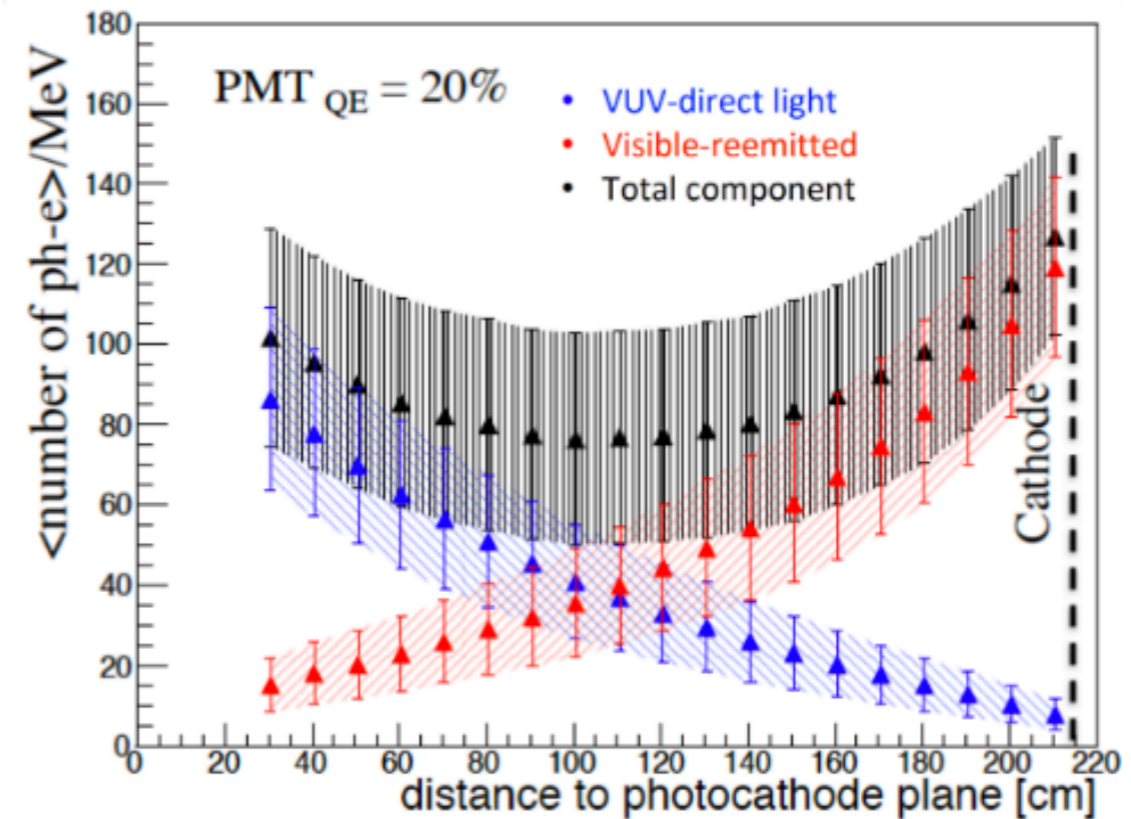 <number of ph-e>/MeV
180
160
140
120
100
80
60
40
20
0
PMT QE = 20%
VUV-direct light
Visible-reemitted
Total component
Cathode
0 20 40 60 80 100 120 140 160 180 200 220
distance to photocathode plane [cm]